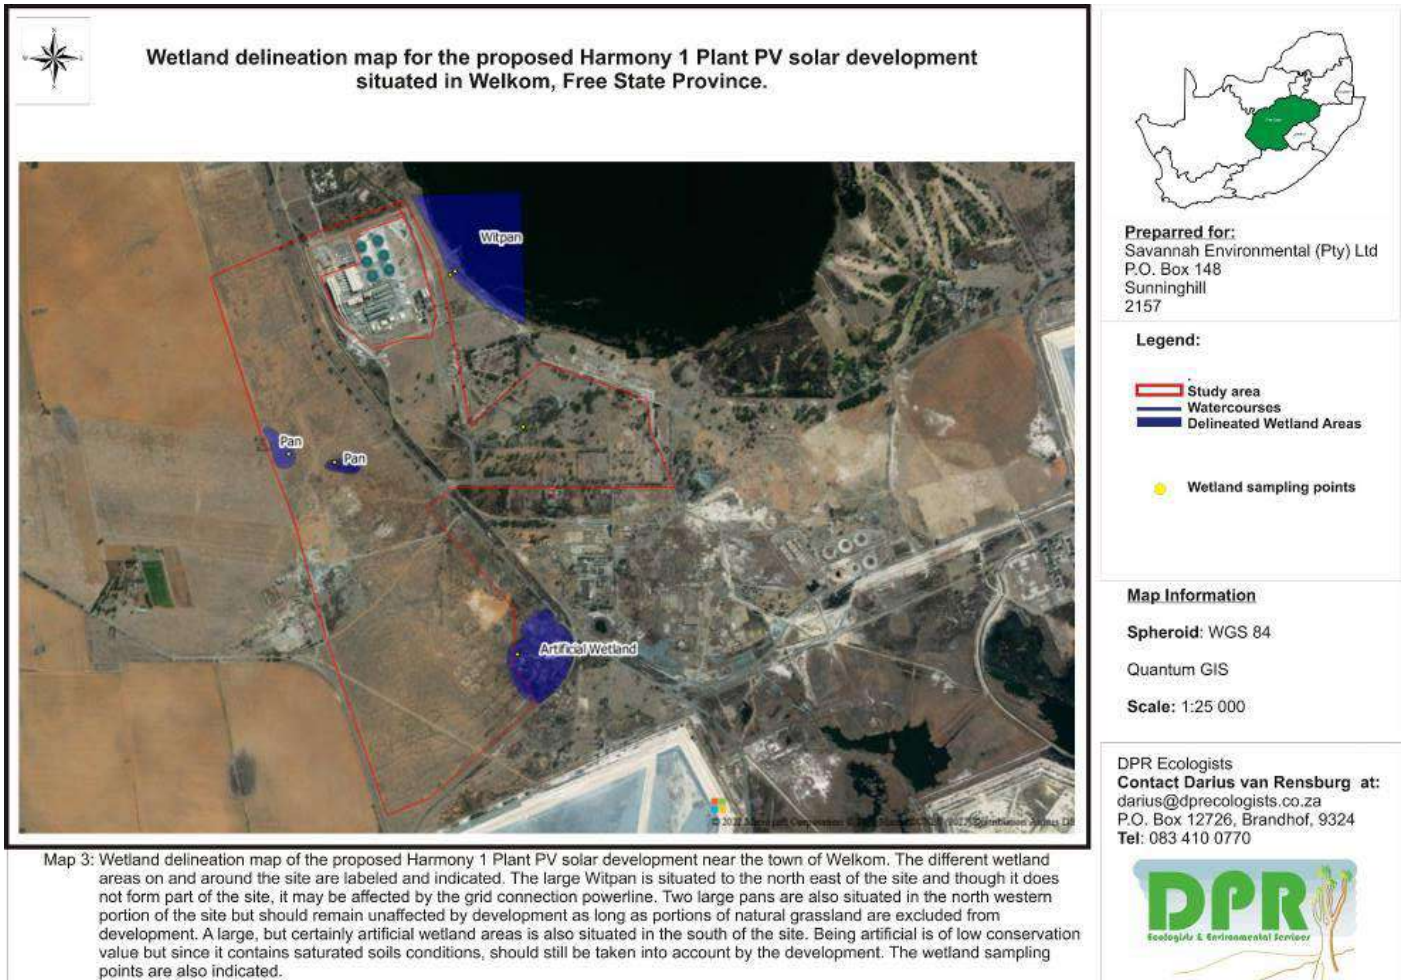 Wetland delineation map for the proposed Harmony 1 Plant PV solar development
situated in Welkom, Free State Province.
Witpan
Pan
Pan
Artificial Wetland
Map 3: Wetland delineation map of the proposed Harmony 1 Plant PV solar development near the town of Welkom. The different wetland
areas on and around the site are labeled and indicated. The large Witpan is situated to the north east of the site and though it does
not form part of the site, it may be affected by the grid connection powerline. Two large pans are also situated in the north western
portion of the site but should remain unaffected by development as long as portions of natural grassland are excluded from
development. A large, but certainly artificial wetland areas is also situated in the south of the site. Being artificial is of low conservation
value but since it contains saturated soils conditions, should still be taken into account by the development. The wetland sampling
points are also indicated.
Preparred for:
Savannah Environmental (Pty) Ltd
P.O. Box 148
Sunninghill
2157
Legend:
Study area
Watercourses
Delineated Wetland Areas
Wetland sampling points
Map Information
Spheroid: WGS 84
Quantum GIS
Scale: 1:25 000
DPR Ecologists
Contact Darius van Rensburg at:
darius@dprecologists.co.za
P.O. Box 12726, Brandhof, 9324
Tel: 083 410 0770
DPR
Ecologists & Environmental Services